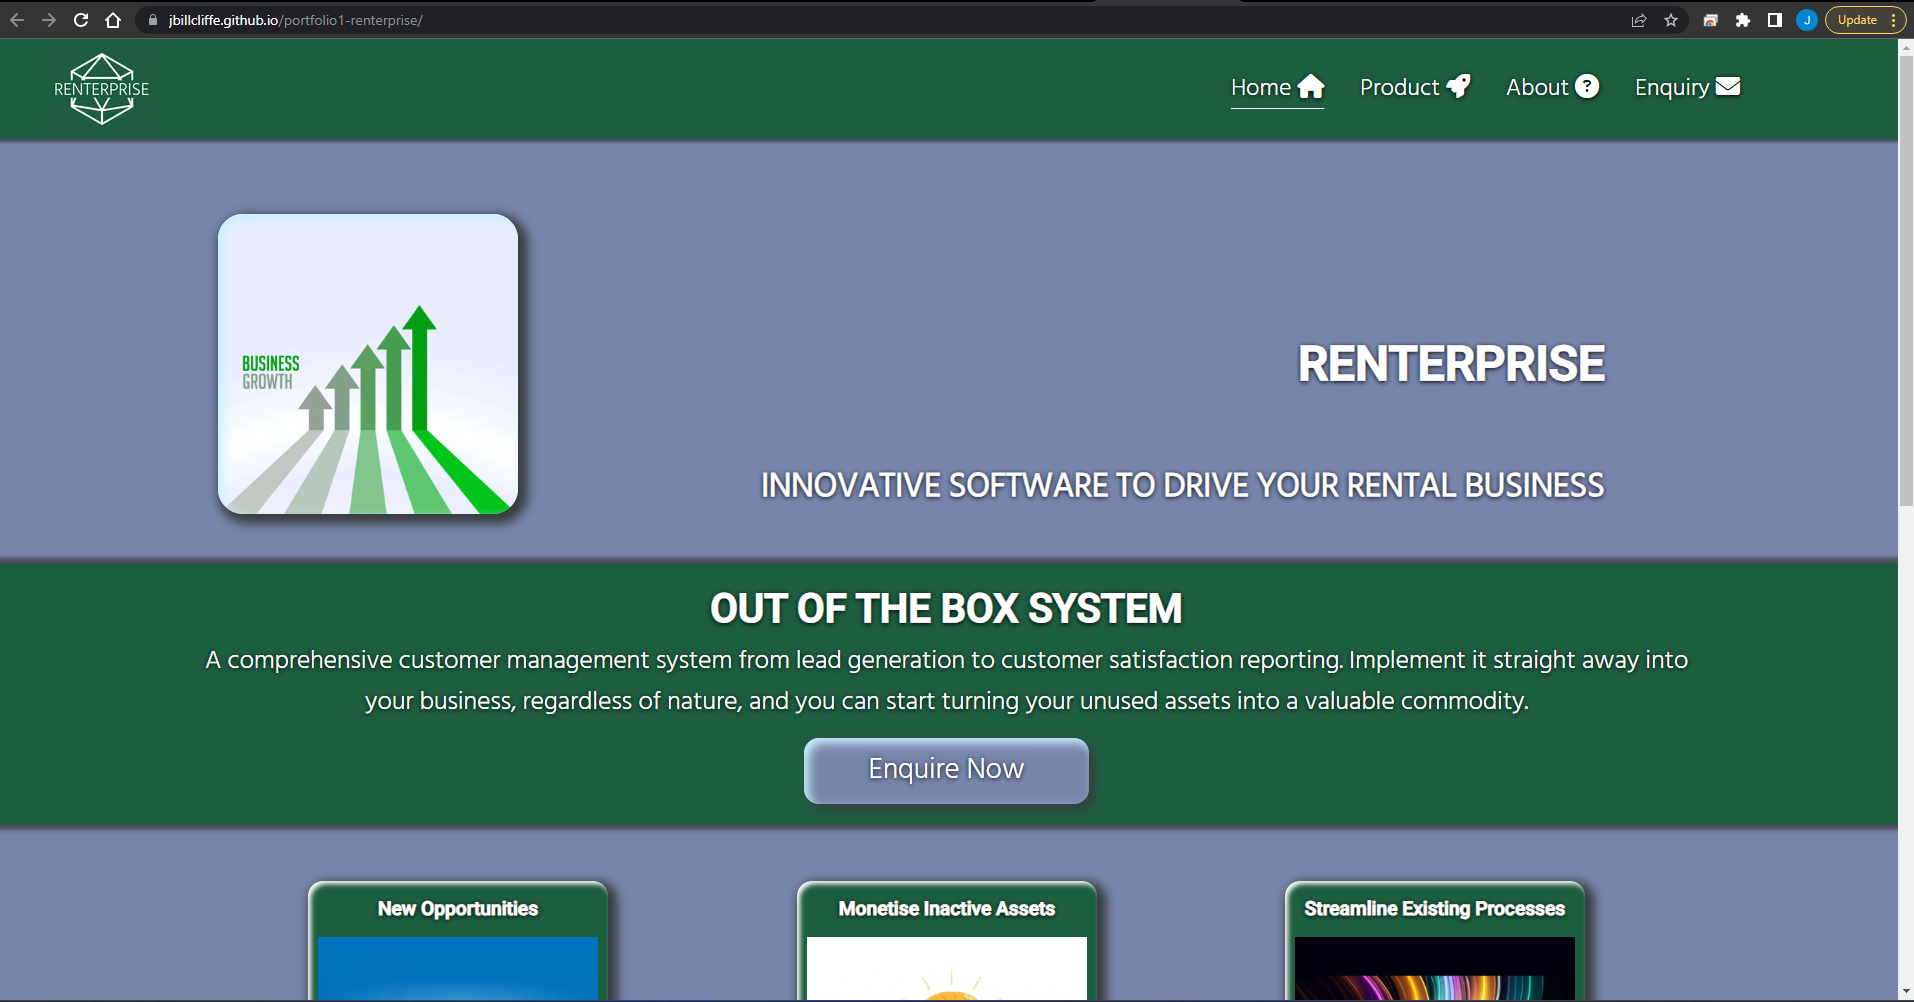 jbillcliffe.github.io/portfolio1-renterprise/
J
Update
RENTERPRISE
Home
Product
About ?
Enquiry
BUSINESS
GROWTH
RENTERPRISE
INNOVATIVE SOFTWARE TO DRIVE YOUR RENTAL BUSINESS
OUT OF THE BOX SYSTEM
A comprehensive customer management system from lead generation to customer satisfaction reporting. Implement it straight away into
your business, regardless of nature, and you can start turning your unused assets into a valuable commodity.
Enquire Now
New Opportunities
Monetise Inactive Assets
Streamline Existing Processes